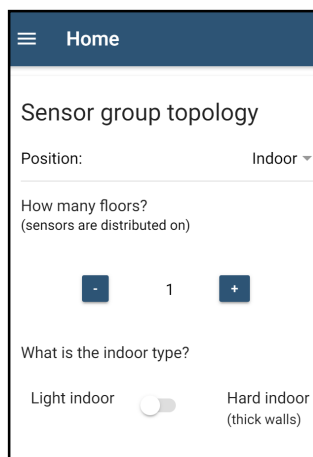 Home
Sensor group topology
Position: Indoor
How many floors?
(sensors are distributed on)
- 1 +
What is the indoor type?
Light indoor Hard indoor
(thick walls)